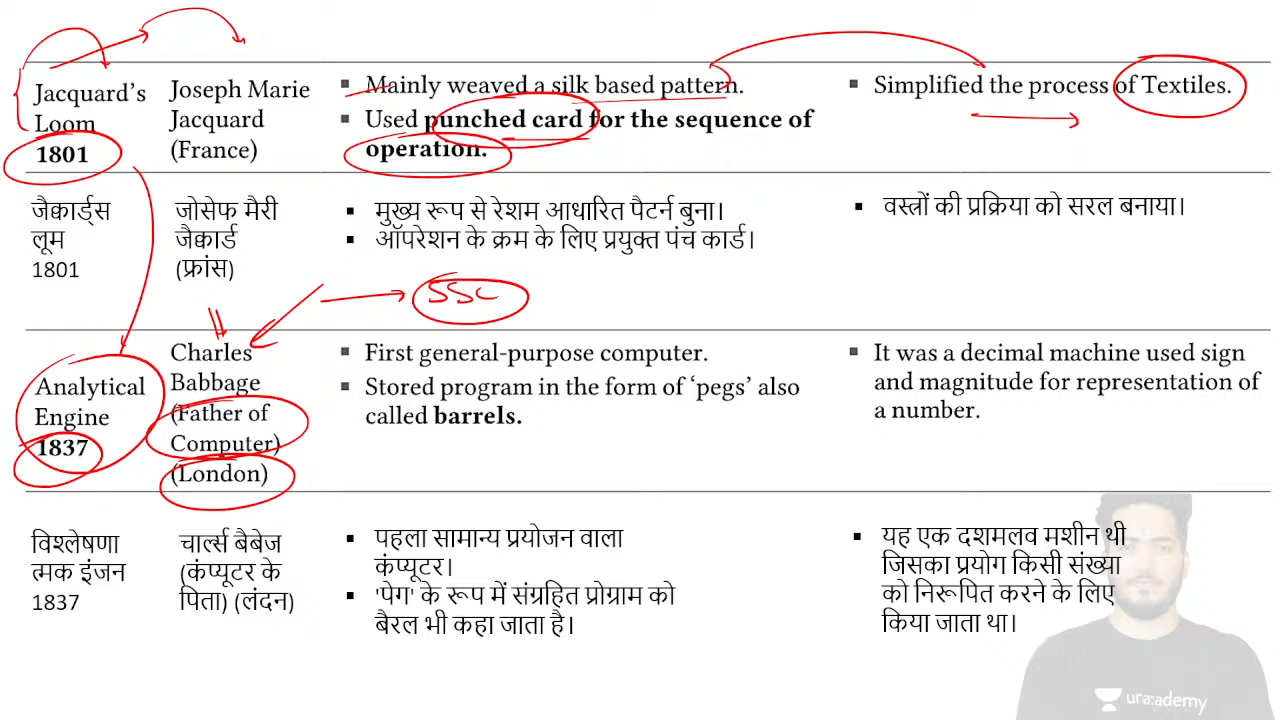 Jacquard's
Loom
1801
Joseph Marie
Jacquard
(France)
▪ Mainly weaved a silk based pattern.
▪ Used punched card for the sequence of
operation.
▪ Simplified the process of Textiles.
जैक्वार्ड्स
लूम
1801
जोसेफ मैरी
जैक्वार्ड
(फ्रांस)
▪ मुख्य रूप से रेशम आधारित पैटर्न बुना।
▪ ऑपरेशन के क्रम के लिए प्रयुक्त पंच कार्ड।
▪ वस्त्रों की प्रक्रिया को सरल बनाया।
SSC
Analytical
Engine
1837
Charles
Babbage
(Father of
Computer)
(London)
▪ First general-purpose computer.
▪ Stored program in the form of ‘pegs’ also
called barrels.
▪ It was a decimal machine used sign
and magnitude for representation of
a number.
विश्लेषणा
त्मक इंजन
1837
चार्ल्स बैबेज
(कंप्यूटर के
पिता) (लंदन)
▪ पहला सामान्य प्रयोजन वाला
कंप्यूटर।
▪ 'पेग' के रूप में संग्रहित प्रोग्राम को
बैरल भी कहा जाता है।
▪ यह एक दशमलव मशीन थी
जिसका प्रयोग किसी संख्या
को निरूपित करने के लिए
किया जाता था।
unacademy